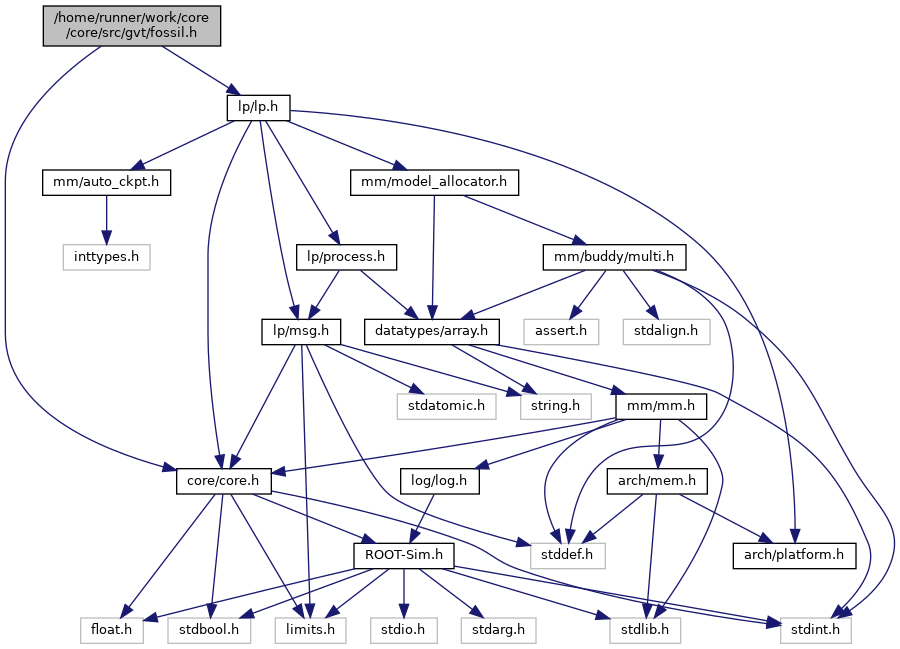 /home/runner/work/core
/core/src/gvt/fossil.h
lp/lp.h
mm/auto_ckpt.h
mm/model_allocator.h
inttypes.h
lp/process.h
mm/buddy/multi.h
lp/msg.h
datatypes/array.h
assert.h
stdalign.h
stdatomic.h
string.h
mm/mm.h
core/core.h
log/log.h
arch/mem.h
ROOT-Sim.h
stddef.h
arch/platform.h
float.h
stdbool.h
limits.h
stdio.h
stdarg.h
stdlib.h
stdint.h